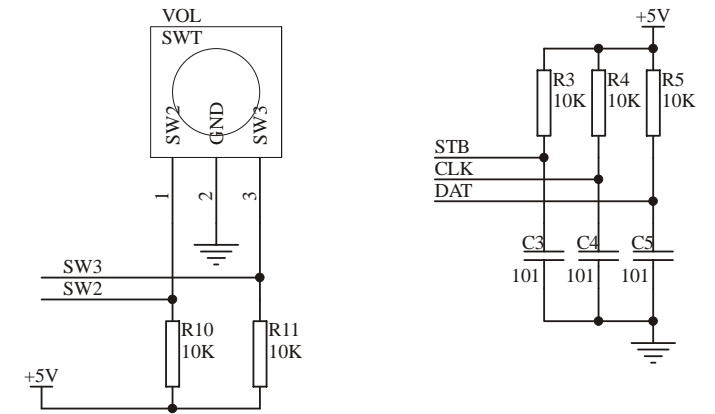 VOL
SWT
SW2
GND
SW3
1
2
3
SW3
SW2
R10
10K
R11
10K
+5V
+5V
R3
10K
R4
10K
R5
10K
STB
CLK
DAT
C3
101
C4
101
C5
101